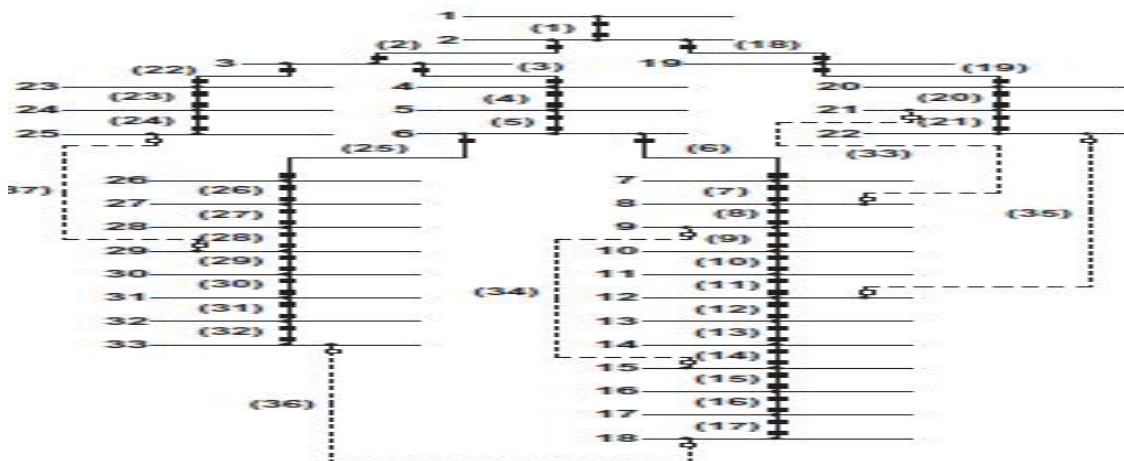 1
(1)
2 (2) (18)
3 (22) (3) 19 (19)
23 4 20
(23) (4) (20)
24 5 21
(24) (5) (21)
25 6 22
(25) (6) (33)
26 7
37) (26) (7)
27 8
(27) (8) (35)
28 9
(28) (9)
29 10
(29) (10)
30 11
(30) (34) (11)
31 12
(31) (12)
32 13
(32) (13)
33 14
(14)
15
(15)
16
(36) (16)
17
(17)
18